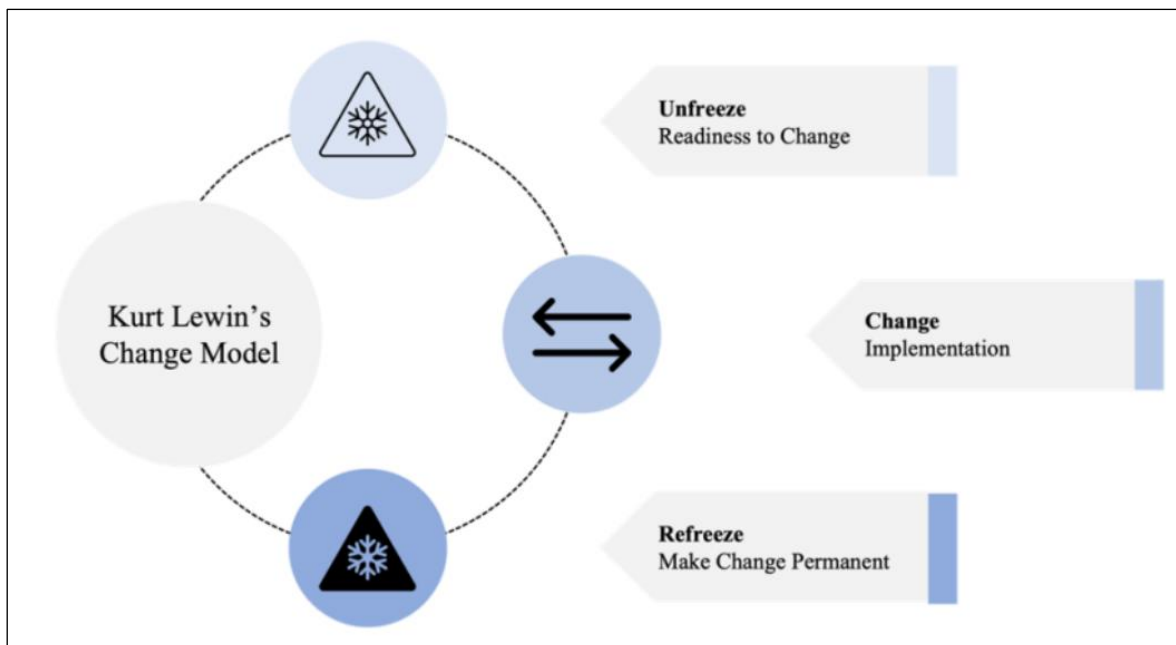 Kurt Lewin’s
Change Model
Unfreeze
Readiness to Change
Change
Implementation
Refreeze
Make Change Permanent